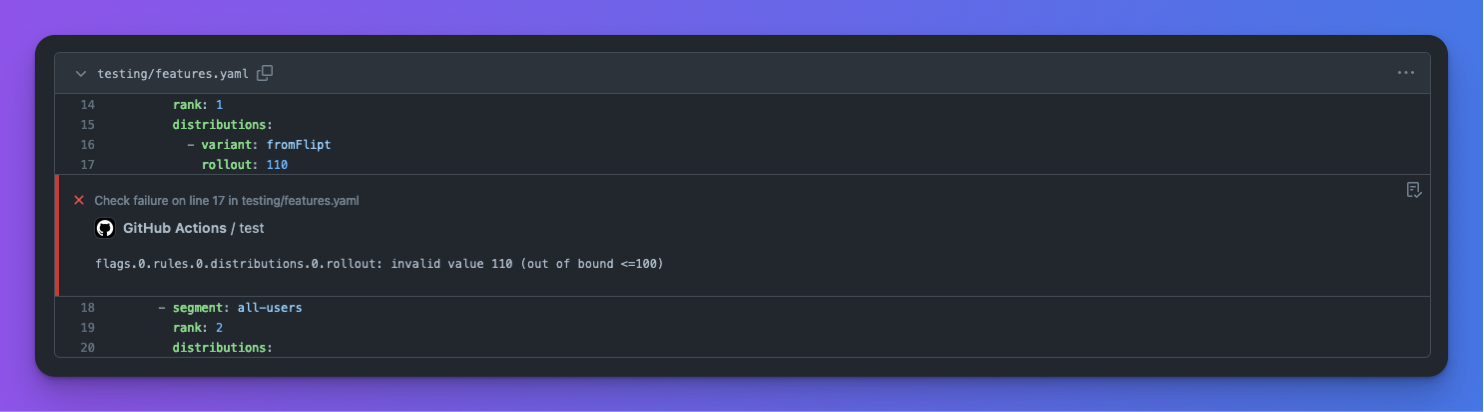 testing/features.yaml
14 rank: 1
15 distributions:
16 - variant: fromFlipt
17 rollout: 110
Check failure on line 17 in testing/features.yaml
GitHub Actions / test
flags.0.rules.0.distributions.0.rollout: invalid value 110 (out of bound <=100)
18 - segment: all-users
19 rank: 2
20 distributions: